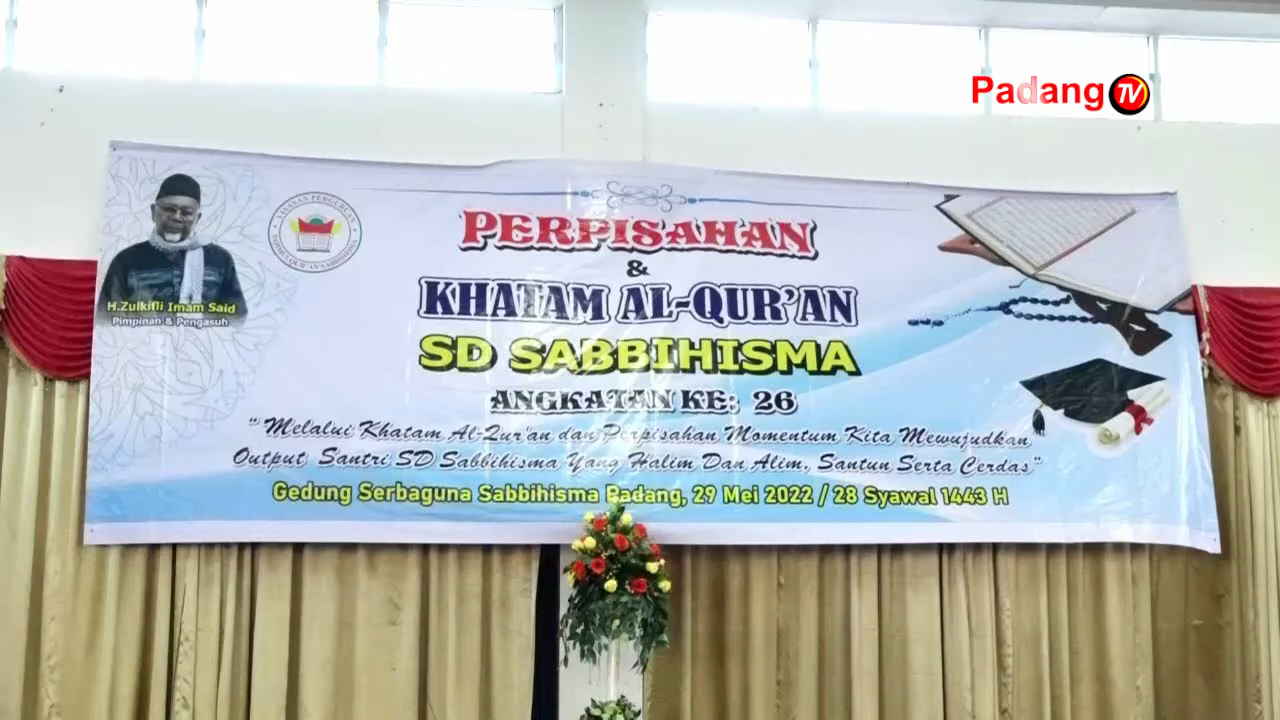 Padang TV
YAYASAN PERGURUAN
H.Zulkifli Imam Said
Pimpinan & Pengasuh
PERPISAHAN
&
KHATAM AL-QUR'AN
SD SABBIHISMA
ANGKATAN KE: 26
" Melalui Khatam Al-Qur'an dan Perpisahan Momentum Kita Mewujudkan
Output Santri SD Sabbihisma Yang Halim Dan Alim, Santun Serta Cerdas"
Gedung Serbaguna Sabbihisma Padang, 29 Mei 2022 / 28 Syawal 1443 H